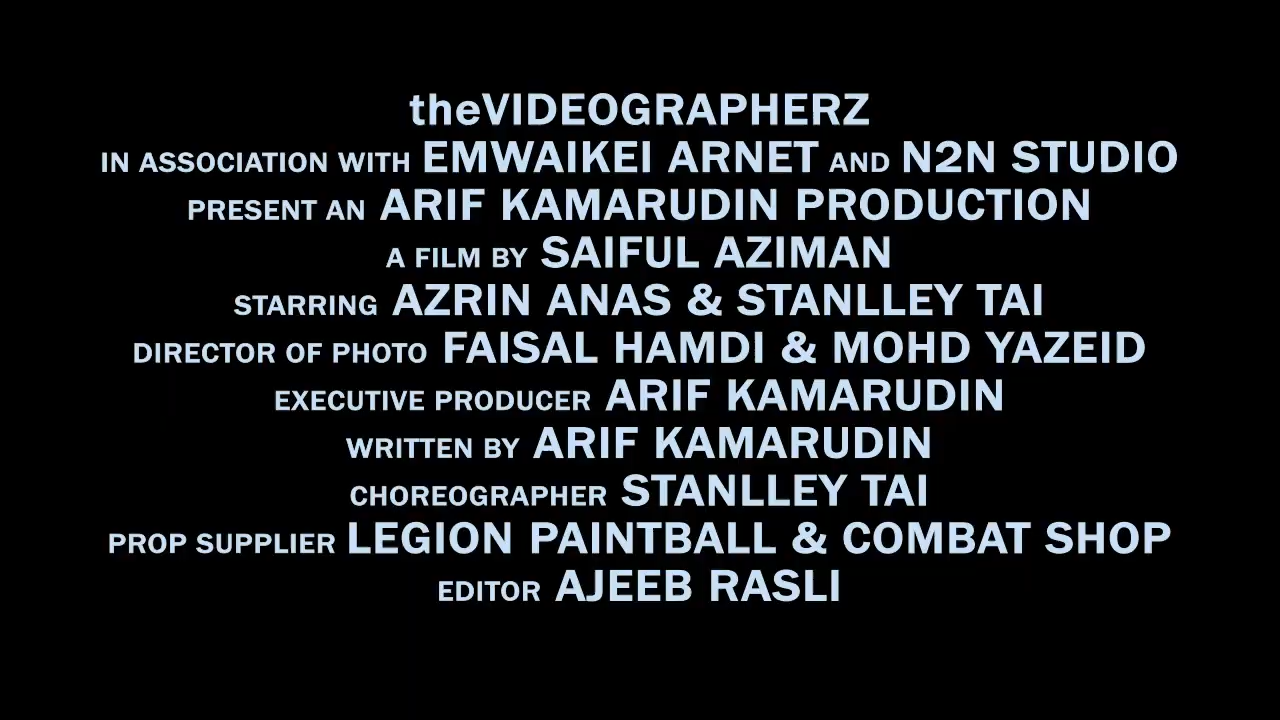 theVIDEOGRAPHERZ
IN ASSOCIATION WITH EMWAIKEI ARNET AND N2N STUDIO
PRESENT AN ARIF KAMARUDIN PRODUCTION
A FILM BY SAIFUL AZIMAN
STARRING AZRIN ANAS & STANLLEY TAI
DIRECTOR OF PHOTO FAISAL HAMDI & MOHD YAZEID
EXECUTIVE PRODUCER ARIF KAMARUDIN
WRITTEN BY ARIF KAMARUDIN
CHOREOGRAPHER STANLLEY TAI
PROP SUPPLIER LEGION PAINTBALL & COMBAT SHOP
EDITOR AJEEB RASLI